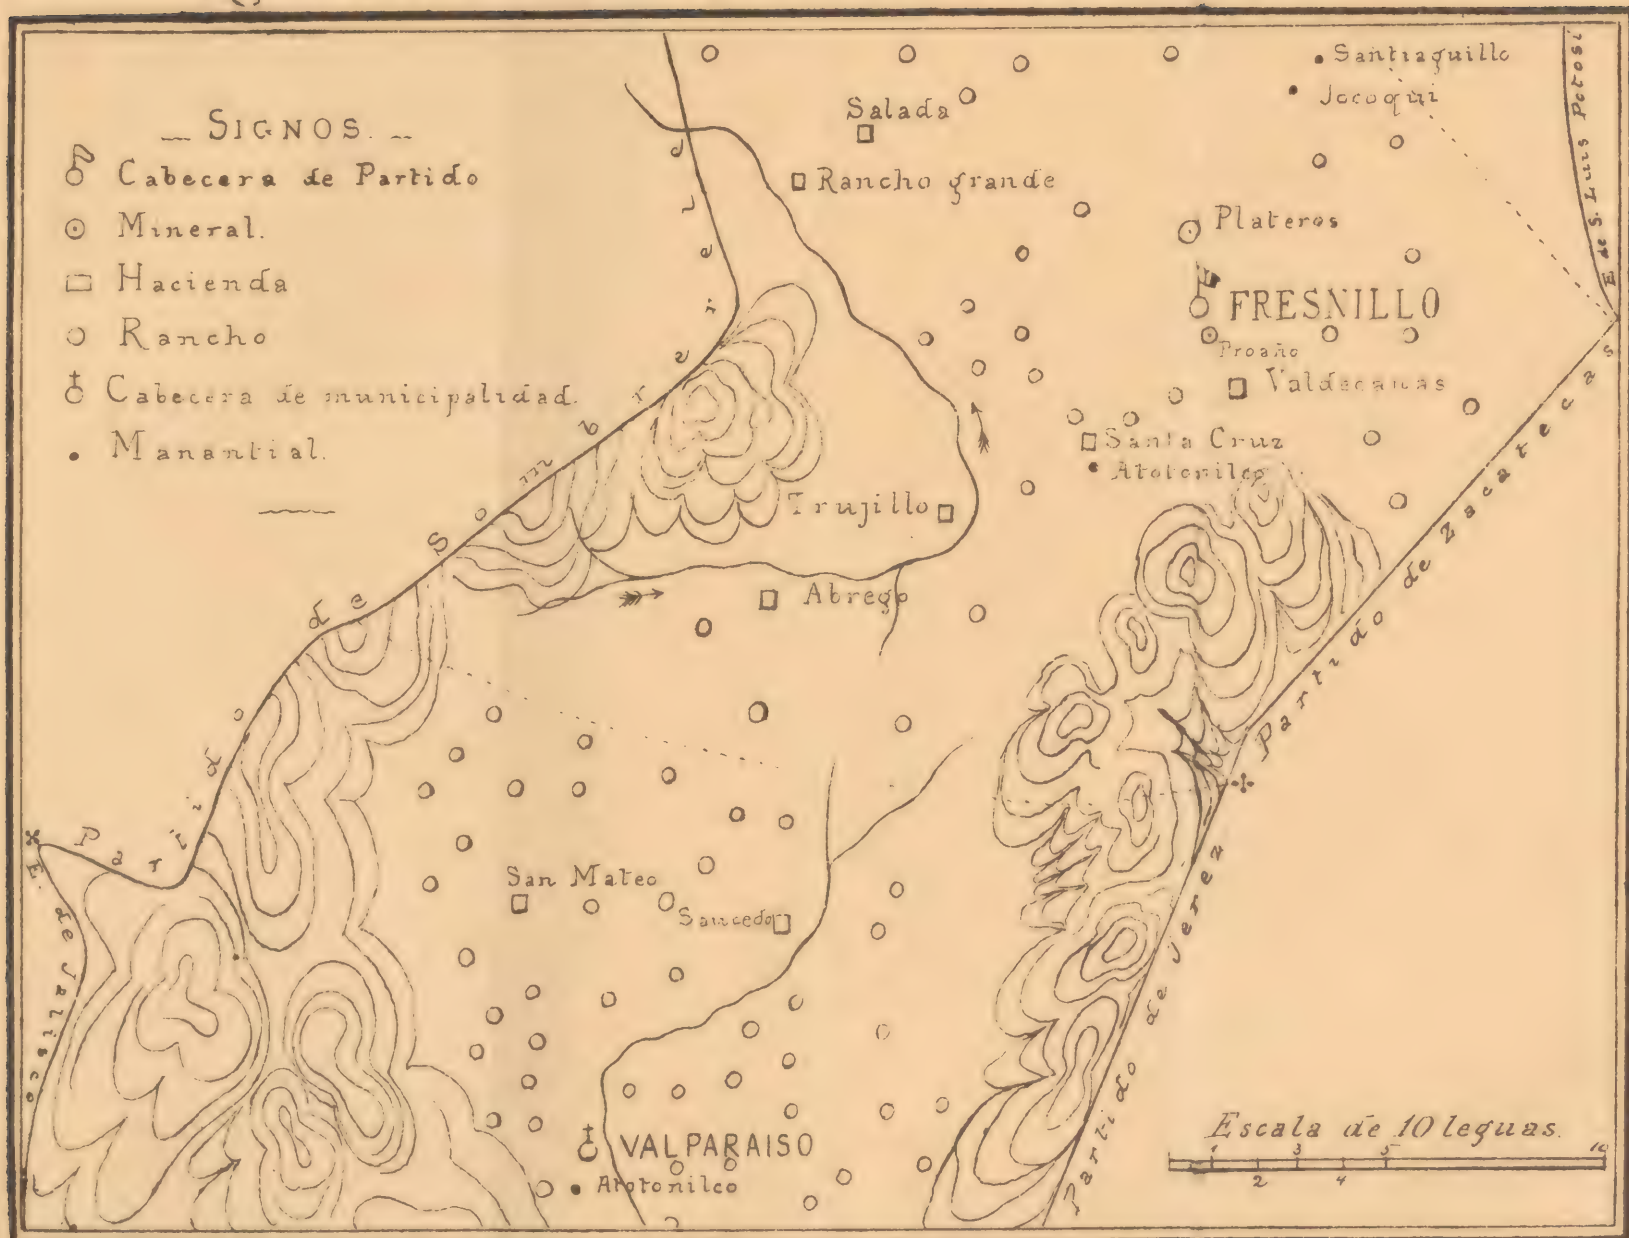 SIGNOS.
Cabecera de Partido
Mineral.
Hacienda
Rancho
Cabecera de municipalidad.
Manantial.
Santiaguillo
Jocoqui
Salada
Rancho grande
Plateros
FRESNILLO
Proaño
Valdecañas
Santa Cruz
Atotonilco
Trujillo
Abrego
San Mateo
Saucedo
VALPARAISO
Atotonilco
Partido de Sombrerete
E. de Jalisco
E de S. Luis Potosi
Partido de Zacatecas
Partido de Jerez
Escala de 10 leguas.
1 3 5 10
2 4